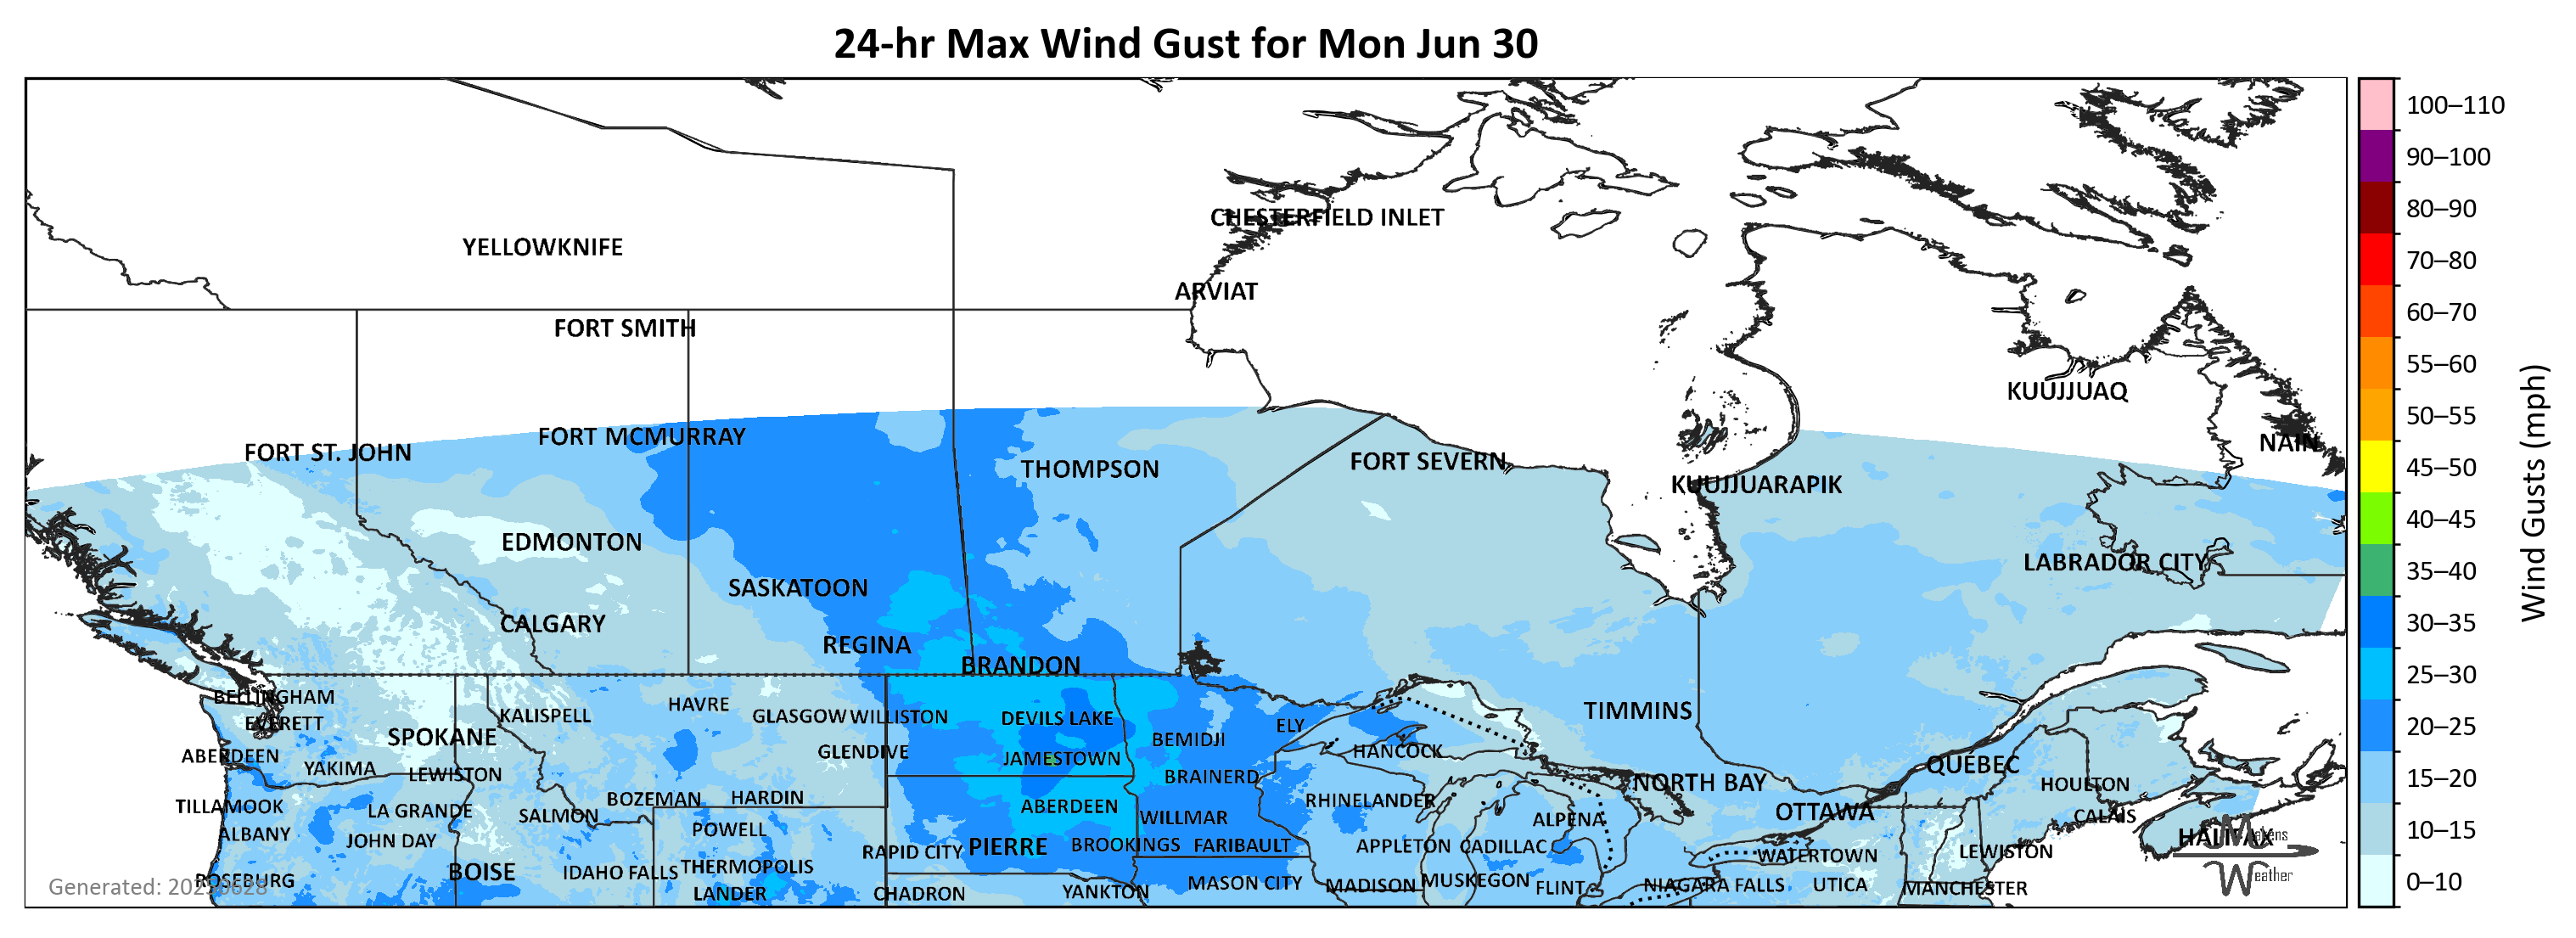 24-hr Max Wind Gust for Mon Jun 30
100–110
90–100
80–90
70–80
60–70
55–60
50–55
45–50
40–45
35–40
30–35
25–30
20–25
15–20
10–15
0–10
Wind Gusts (mph)
CHESTERFIELD INLET
YELLOWKNIFE
ARVIAT
FORT SMITH
KUUJJUAQ
FORT MCMURRAY
NAIN
FORT ST. JOHN
FORT SEVERN
THOMPSON
KUUJJUARAPIK
EDMONTON
LABRADOR CITY
SASKATOON
CALGARY
REGINA
BRANDON
BELLINGHAM
HAVRE
KALISPELL
GLASGOW
WILLISTON
DEVILS LAKE
TIMMINS
EVERETT
ELY
SPOKANE
BEMIDJI
HANCOCK
GLENDIVE
ABERDEEN
JAMESTOWN
QUEBEC
YAKIMA
LEWISTON
BRAINERD
NORTH BAY
HOULTON
BOZEMAN
HARDIN
RHINELANDER
TILLAMOOK
ABERDEEN
LA GRANDE
OTTAWA
SALMON
CALAIS
WILLMAR
ALPENA
POWELL
ALBANY
HALIFAX
JOHN DAY
BROOKINGS
FARIBAULT
APPLETON
CADILLAC
PIERRE
RAPID CITY
LEWISTON
WATERTOWN
THERMOPOLIS
BOISE
IDAHO FALLS
ROSEBURG
MUSKEGON
MASON CITY
MADISON
NIAGARA FALLS
UTICA
FLINT
MANCHESTER
YANKTON
LANDER
CHADRON
Weather